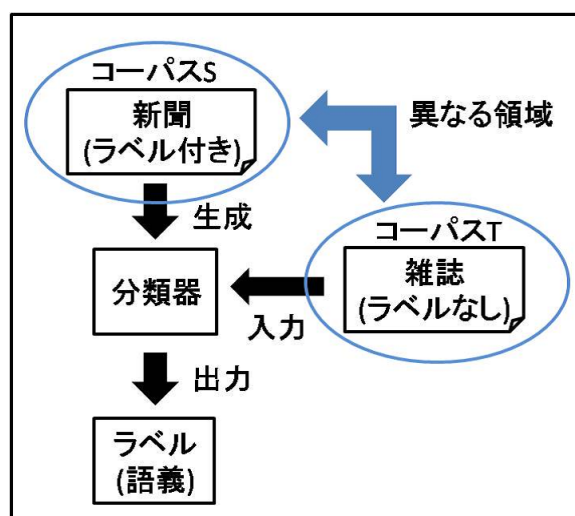 コーパスS
新聞
(ラベル付き)
異なる領域
生成
コーパスT
雑誌
(ラベルなし)
分類器
入力
出力
ラベル
(語義)